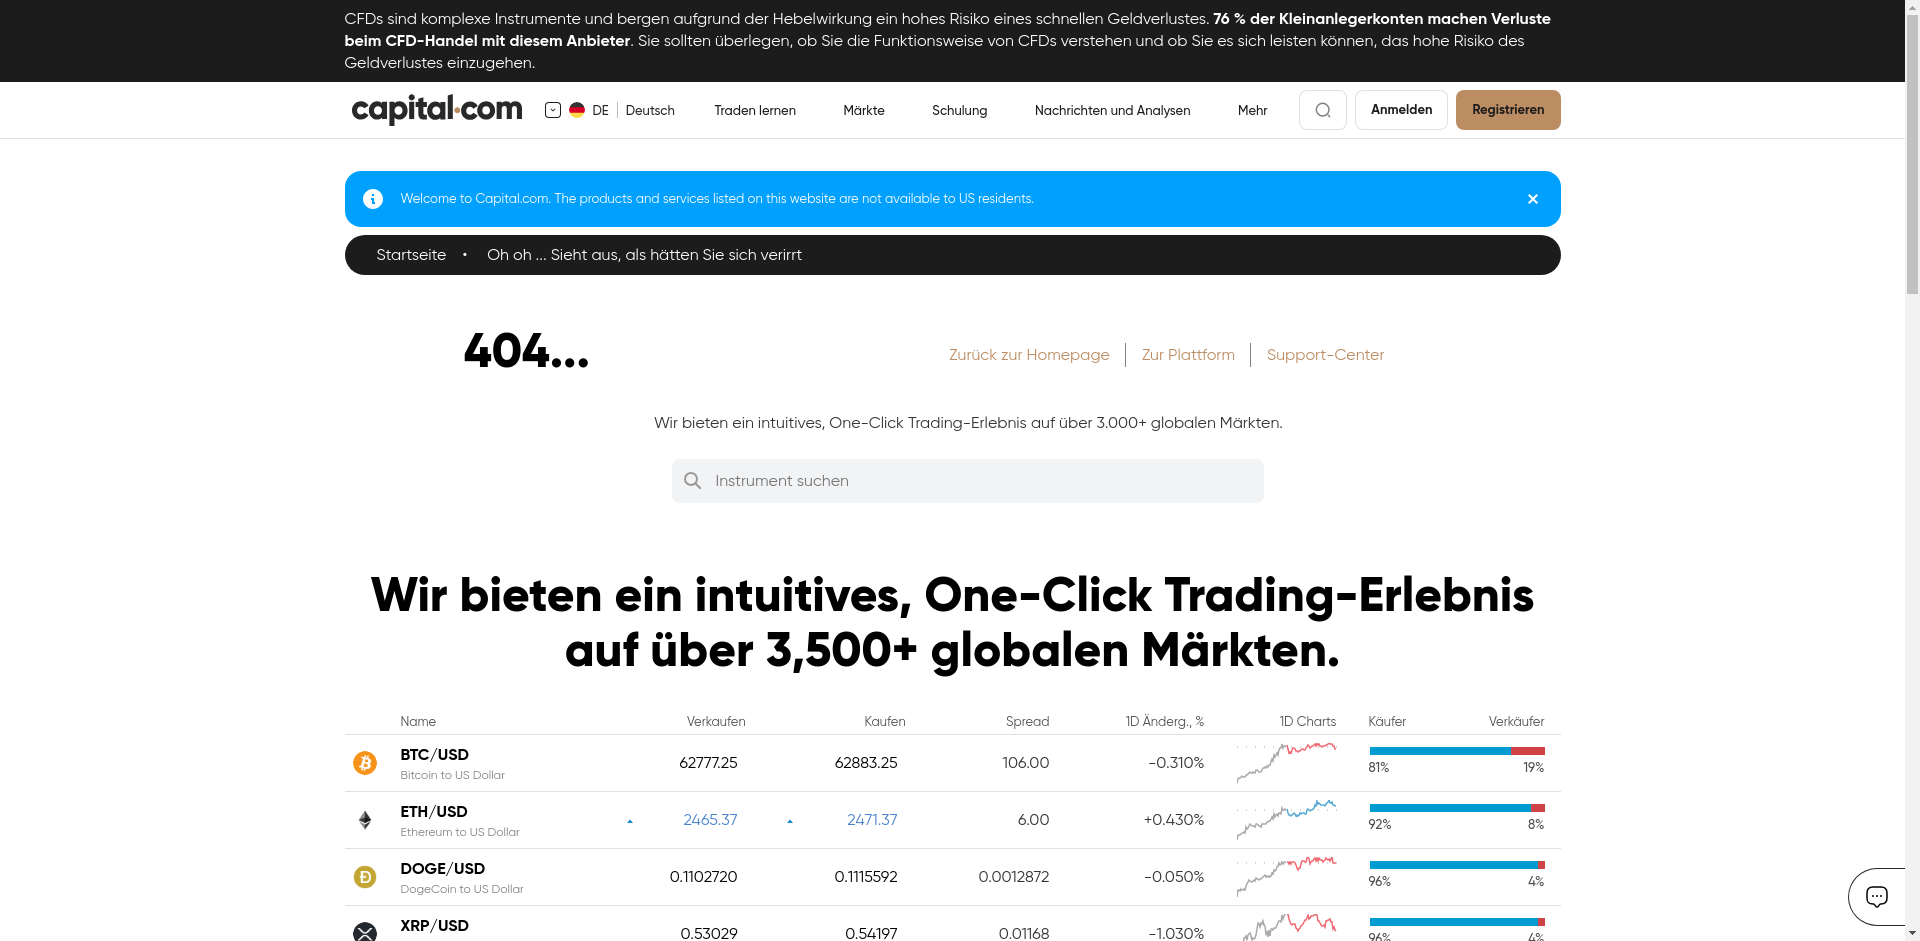 CFDs sind komplexe Instrumente und bergen aufgrund der Hebelwirkung ein hohes Risiko eines schnellen Geldverlustes. 76 % der Kleinanlegerkonten machen Verluste
beim CFD-Handel mit diesem Anbieter. Sie sollten überlegen, ob Sie die Funktionsweise von CFDs verstehen und ob Sie es sich leisten können, das hohe Risiko des
Geldverlustes einzugehen.
capital.com DE Deutsch Traden lernen Märkte Schulung Nachrichten und Analysen Mehr Anmelden Registrieren
Welcome to Capital.com. The products and services listed on this website are not available to US residents.
Startseite • Oh oh ... Sieht aus, als hätten Sie sich verirrt
404...
Zurück zur Homepage Zur Plattform Support-Center
Wir bieten ein intuitives, One-Click Trading-Erlebnis auf über 3.000+ globalen Märkten.
Instrument suchen
Wir bieten ein intuitives, One-Click Trading-Erlebnis
auf über 3,500+ globalen Märkten.
Name Verkaufen Kaufen Spread 1D Änderg., % 1D Charts Käufer Verkäufer
BTC/USD 62777.25 62883.25 106.00 -0.310% 81% 19%
Bitcoin to US Dollar
ETH/USD 2465.37 2471.37 6.00 +0.430% 92% 8%
Ethereum to US Dollar
DOGE/USD 0.1102720 0.1115592 0.0012872 -0.050% 96% 4%
DogeCoin to US Dollar
XRP/USD 0.53029 0.54197 0.01168 -1.030% 96% 4%